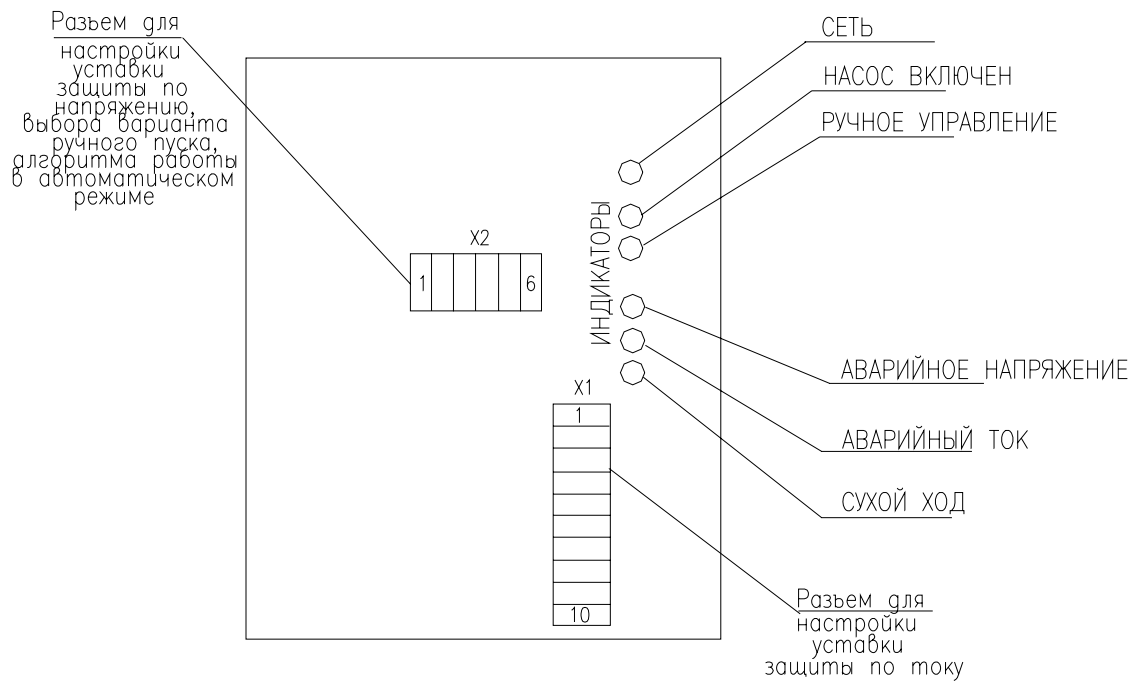 Разъем для
настройки
уставки
защиты по
напряжению,
выбора варианта
ручного пуска,
алгоритма работы
в автоматическом
режиме
СЕТЬ
НАСОС ВКЛЮЧЕН
РУЧНОЕ УПРАВЛЕНИЕ
ИНДИКАТОРЫ
X2
1
6
АВАРИЙНОЕ НАПРЯЖЕНИЕ
X1
1
10
АВАРИЙНЫЙ ТОК
СУХОЙ ХОД
Разъем для
настройки
уставки
защиты по току